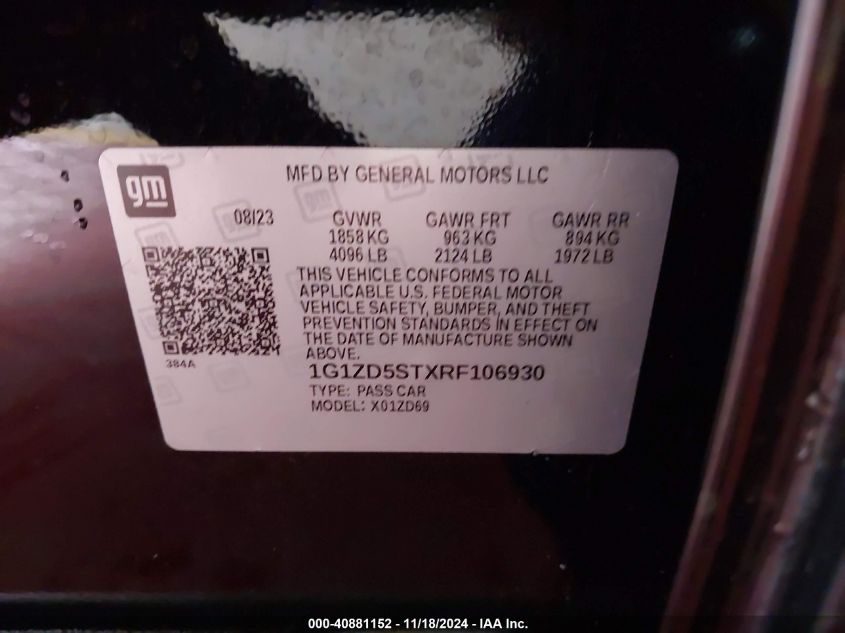 gm
MFD BY GENERAL MOTORS LLC
08/23 GVWR GAWR FRT GAWR RR
1858 KG 963 KG 894 KG
4096 LB 2124 LB 1972 LB
THIS VEHICLE CONFORMS TO ALL
APPLICABLE U.S. FEDERAL MOTOR
VEHICLE SAFETY, BUMPER, AND THEFT
PREVENTION STANDARDS IN EFFECT ON
THE DATE OF MANUFACTURE SHOWN
ABOVE.
384A
1G1ZD5STXRF106930
TYPE: PASS CAR
MODEL: X01ZD69
000-40881152 - 11/18/2024 - IAA Inc.